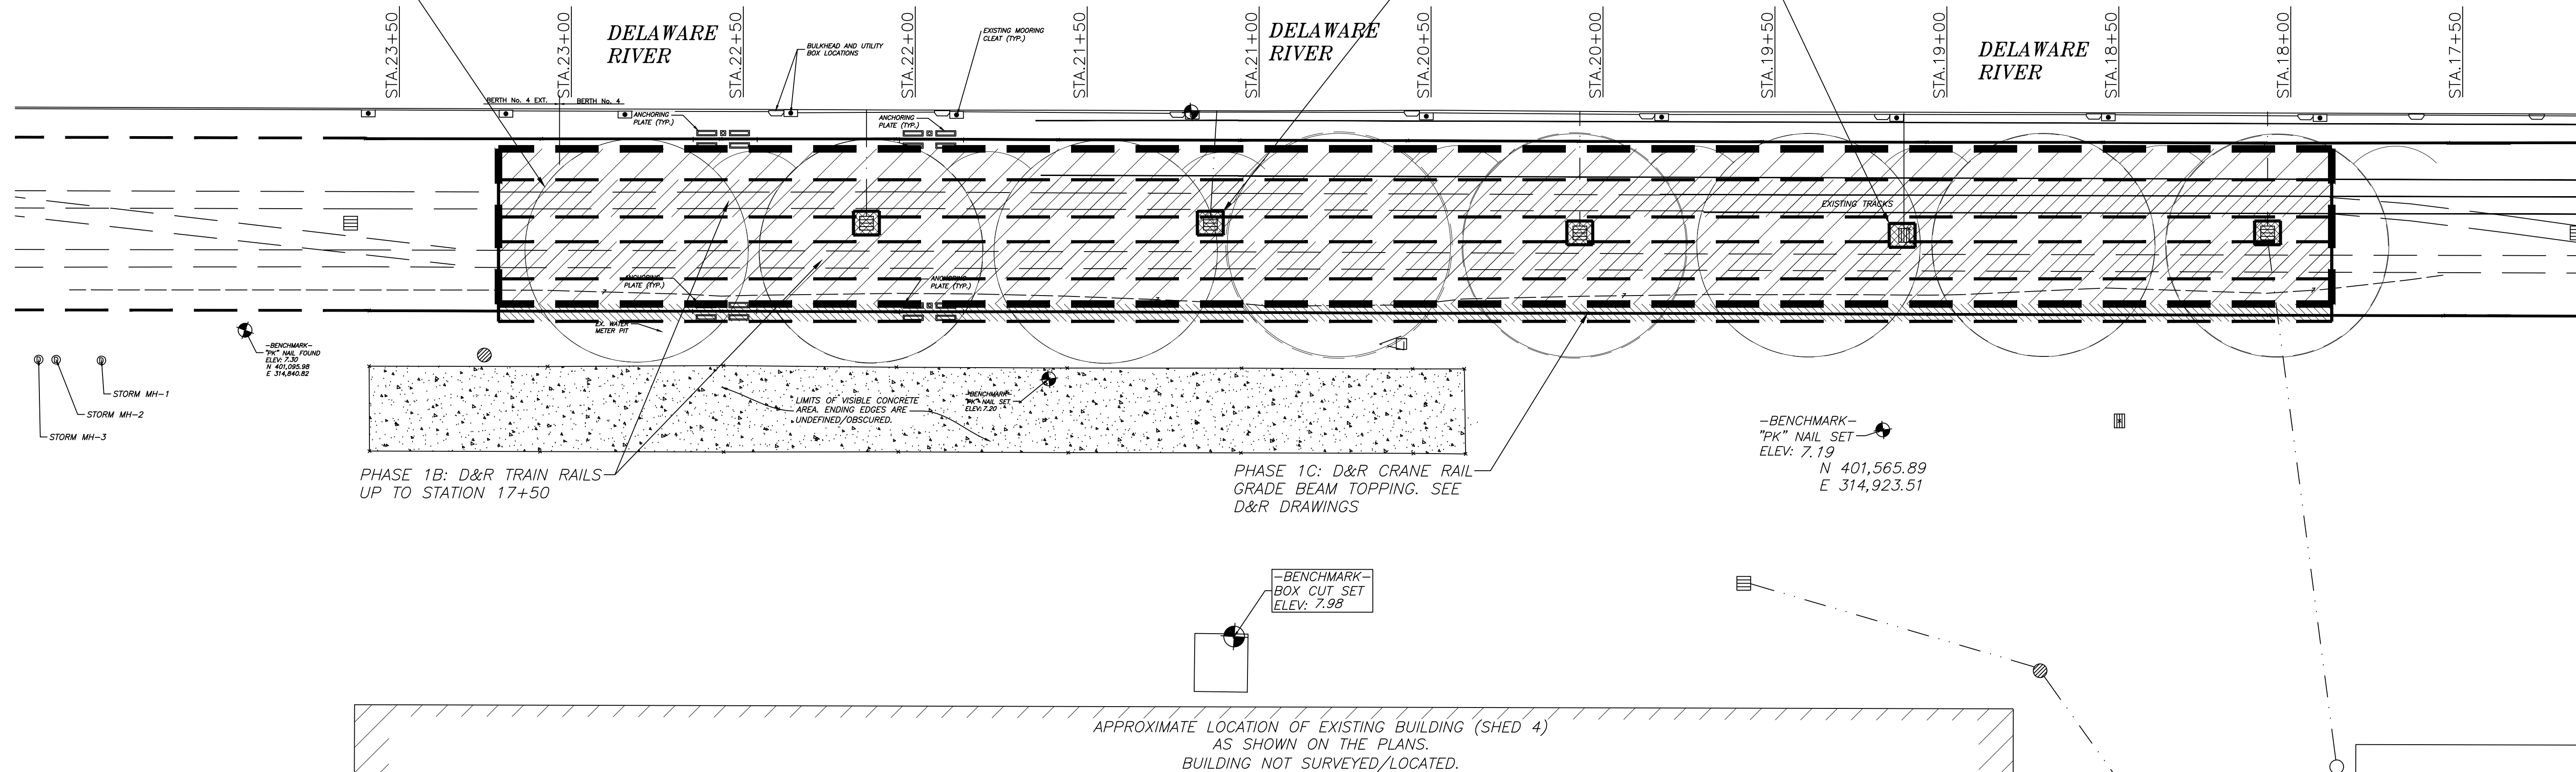 STA.23+50
STA.23+00
STA.22+50
STA.22+00
STA.21+50
STA.21+00
STA.20+50
STA.20+00
STA.19+50
STA.19+00
STA.18+50
STA.18+00
STA.17+50
DELAWARE
RIVER
DELAWARE
RIVER
DELAWARE
RIVER
BULKHEAD AND UTILITY
BOX LOCATIONS
EXISTING MOORING
CLEAT (TYP.)
BERTH No. 4 EXT.
BERTH No. 4
ANCHORING
PLATE (TYP.)
ANCHORING
PLATE (TYP.)
EXISTING TRACKS
ANCHORING
PLATE (TYP.)
ANCHORING
PLATE (TYP.)
7
7
7
7
EX. WATER
METER PIT
-BENCHMARK-
"PK" NAIL FOUND
ELEV: 7.30
N 401,095.98
E 314,840.82
STORM MH-1
STORM MH-2
STORM MH-3
LIMITS OF VISIBLE CONCRETE
AREA. ENDING EDGES ARE
UNDEFINED/OBSCURED.
-BENCHMARK-
"PK" NAIL SET
ELEV: 7.20
-BENCHMARK-
"PK" NAIL SET
ELEV: 7.19
N 401,565.89
E 314,923.51
PHASE 1B: D&R TRAIN RAILS
UP TO STATION 17+50
PHASE 1C: D&R CRANE RAIL
GRADE BEAM TOPPING. SEE
D&R DRAWINGS
-BENCHMARK-
BOX CUT SET
ELEV: 7.98
APPROXIMATE LOCATION OF EXISTING BUILDING (SHED 4)
AS SHOWN ON THE PLANS.
BUILDING NOT SURVEYED/LOCATED.